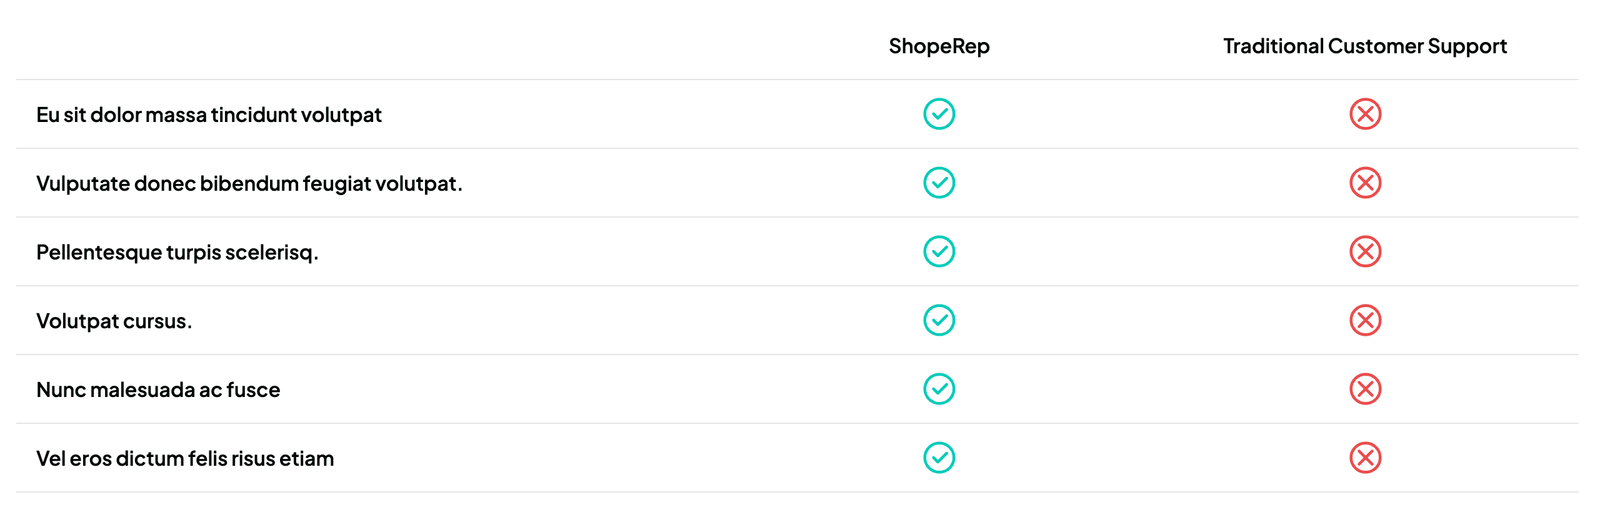 ShopeRep Traditional Customer Support
Eu sit dolor massa tincidunt volutpat
Vulputate donec bibendum feugiat volutpat.
Pellentesque turpis scelerisq.
Volutpat cursus.
Nunc malesuada ac fusce
Vel eros dictum felis risus etiam